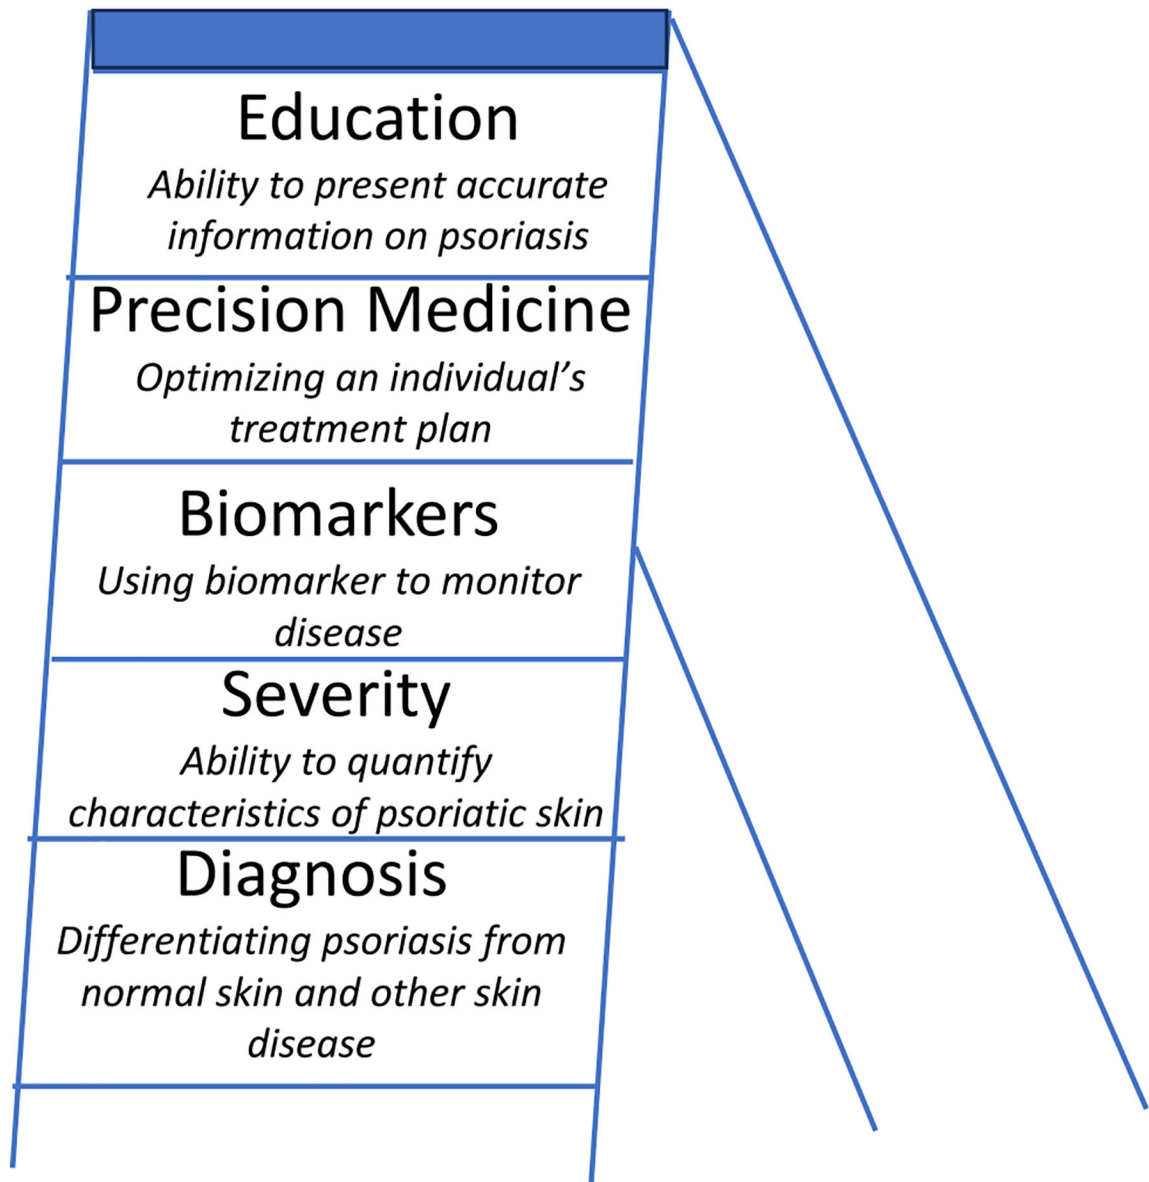 Education
Ability to present accurate
information on psoriasis
Precision Medicine
Optimizing an individual’s
treatment plan
Biomarkers
Using biomarker to monitor
disease
Severity
Ability to quantify
characteristics of psoriatic skin
Diagnosis
Differentiating psoriasis from
normal skin and other skin
disease